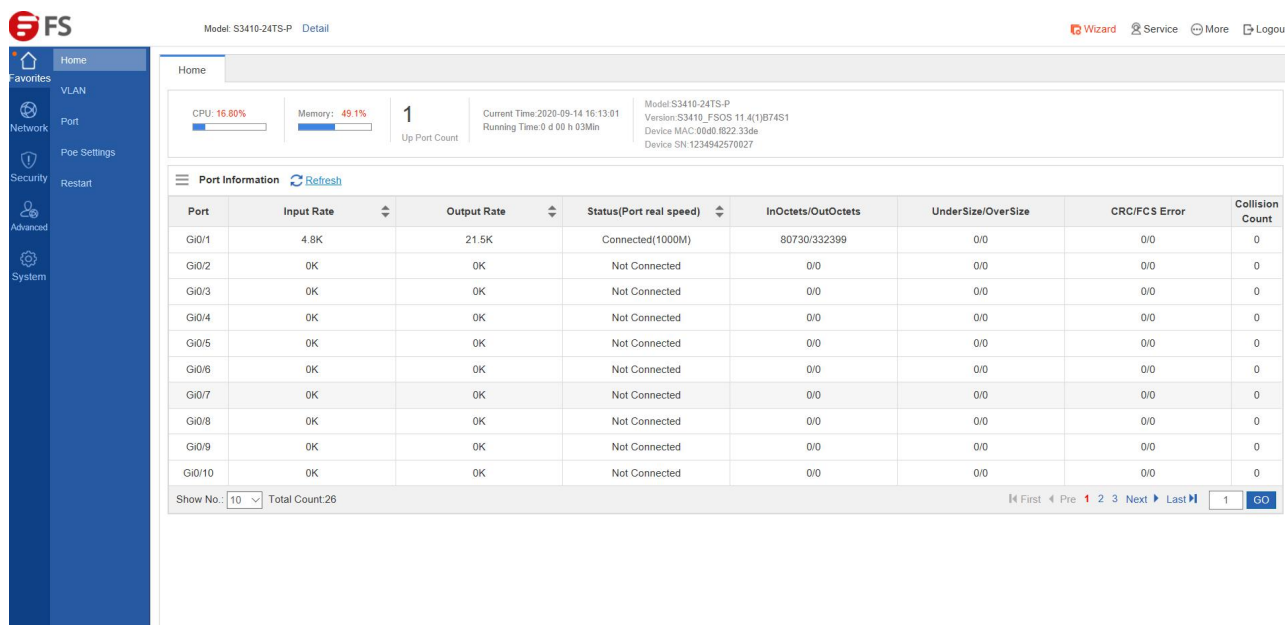 FS
Model: S3410-24TS-P Detail
Wizard Service More Logou
Favorites
Network
Security
Advanced
System
Home
VLAN
Port
Poe Settings
Restart
Home
CPU: 16.80%
Memory: 49.1%
1
Up Port Count
Current Time:2020-09-14 16:13:01
Running Time:0 d 00 h 03Min
Model:S3410-24TS-P
Version:S3410_FSOS 11.4(1)B74S1
Device MAC:00d0.f822.33de
Device SN:1234942570027
Port Information Refresh
Port Input Rate Output Rate Status(Port real speed) InOctets/OutOctets UnderSize/OverSize CRC/FCS Error Collision Count
Gi0/1 4.8K 21.5K Connected(1000M) 80730/332399 0/0 0/0 0
Gi0/2 0K 0K Not Connected 0/0 0/0 0/0 0
Gi0/3 0K 0K Not Connected 0/0 0/0 0/0 0
Gi0/4 0K 0K Not Connected 0/0 0/0 0/0 0
Gi0/5 0K 0K Not Connected 0/0 0/0 0/0 0
Gi0/6 0K 0K Not Connected 0/0 0/0 0/0 0
Gi0/7 0K 0K Not Connected 0/0 0/0 0/0 0
Gi0/8 0K 0K Not Connected 0/0 0/0 0/0 0
Gi0/9 0K 0K Not Connected 0/0 0/0 0/0 0
Gi0/10 0K 0K Not Connected 0/0 0/0 0/0 0
Show No.: 10 Total Count:26 First Pre 1 2 3 Next Last 1 GO